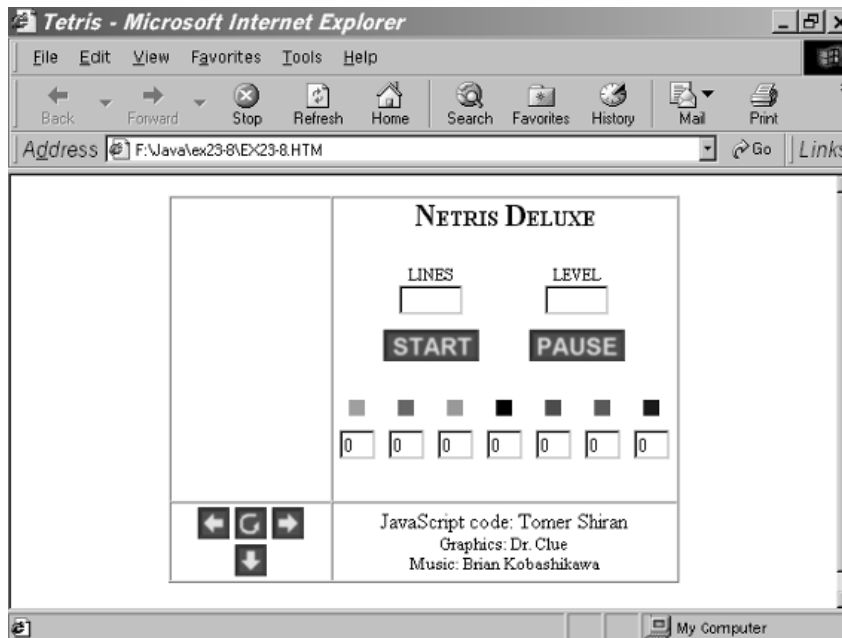 Tetris - Microsoft Internet Explorer
File Edit View Favorites Tools Help
Back Forward Stop Refresh Home Search Favorites History Mail Print
Address F:\Java\ex23-8\EX23-8.HTM Go Links
NETRIS DELUXE
LINES LEVEL
START PAUSE
0 0 0 0 0 0 0
JavaScript code: Tomer Shiran
Graphics: Dr. Clue
Music: Brian Kobashikawa
My Computer